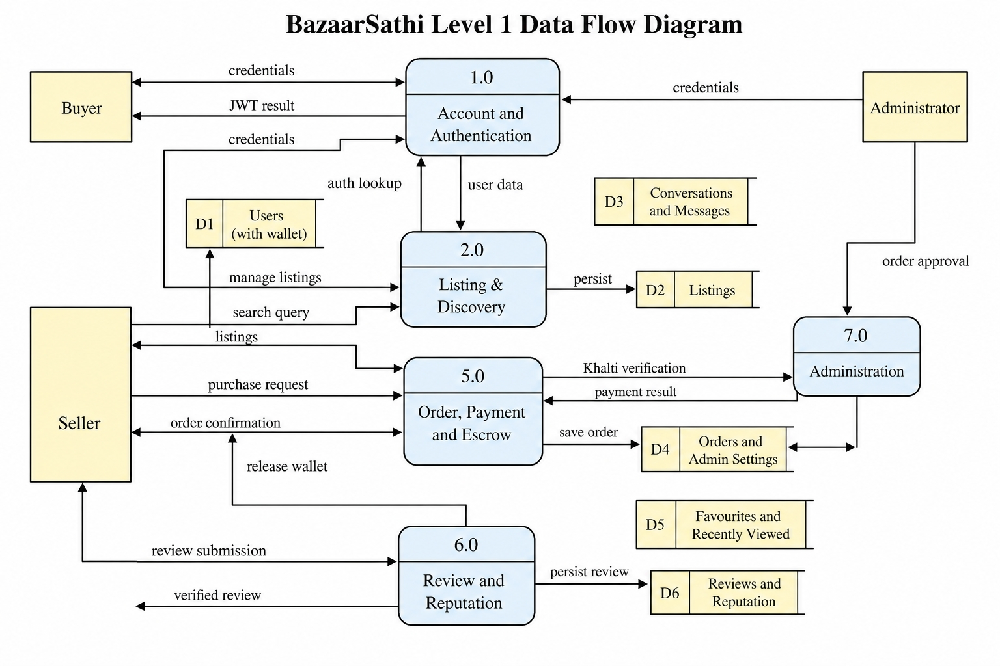 BazaarSathi Level 1 Data Flow Diagram
credentials
1.0
Buyer
JWT result
Account and
Authentication
credentials
credentials
Administrator
auth lookup
user data
D1
Users
(with wallet)
D3
Conversations
and Messages
2.0
Listing &
Discovery
manage listings
search query
listings
persist
D2
Listings
order approval
7.0
Administration
5.0
Order, Payment
and Escrow
Khalti verification
payment result
purchase request
Seller
order confirmation
save order
D4
Orders and
Admin Settings
release wallet
D5
Favourites and
Recently Viewed
6.0
Review and
Reputation
review submission
persist review
D6
Reviews and
Reputation
verified review